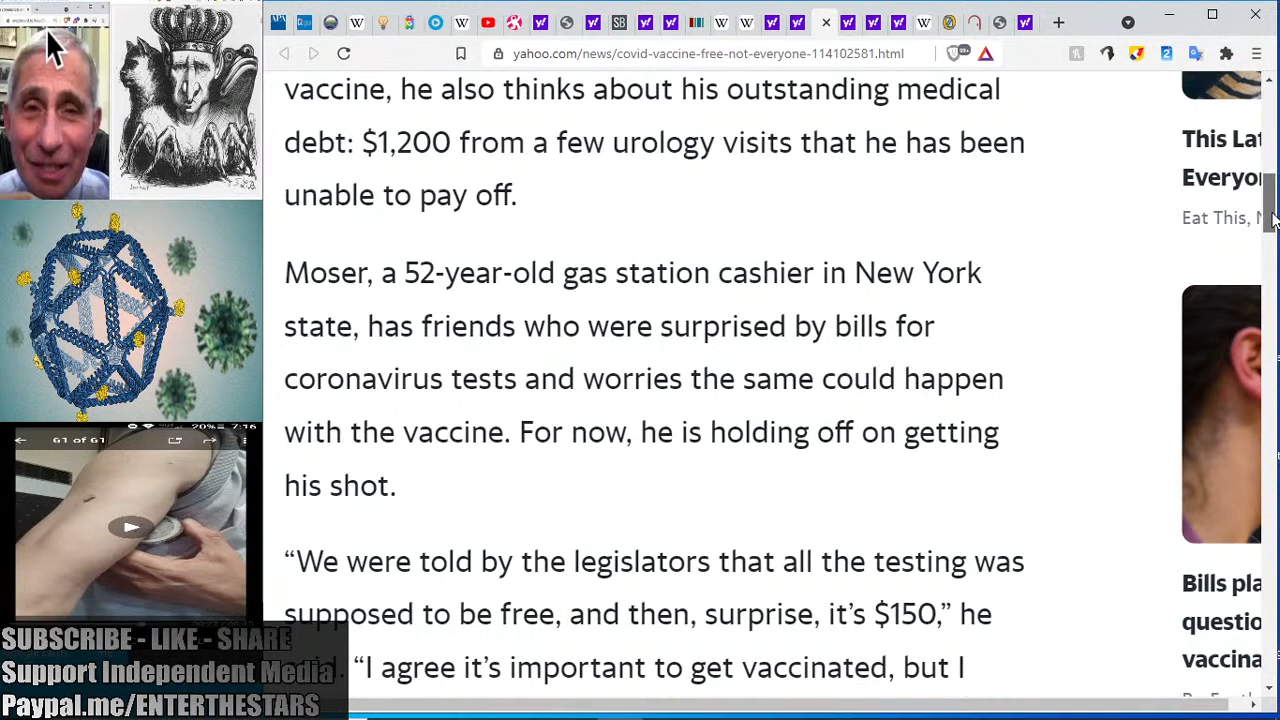 yahoo.com/news/covid-vaccine-free-not-everyone-114102581.html
99+
vaccine, he also thinks about his outstanding medical
debt: $1,200 from a few urology visits that he has been
unable to pay off.
Moser, a 52-year-old gas station cashier in New York
state, has friends who were surprised by bills for
coronavirus tests and worries the same could happen
with the vaccine. For now, he is holding off on getting
his shot.
“We were told by the legislators that all the testing was
supposed to be free, and then, surprise, it’s $150,” he
“I agree it’s important to get vaccinated, but I
This Lat
Everyo
Eat This, N
Bills pla
questio
vaccina
20% 7:16
61 of 61
SUBSCRIBE - LIKE - SHARE
Support Independent Media
Paypal.me/ENTERTHESTARS